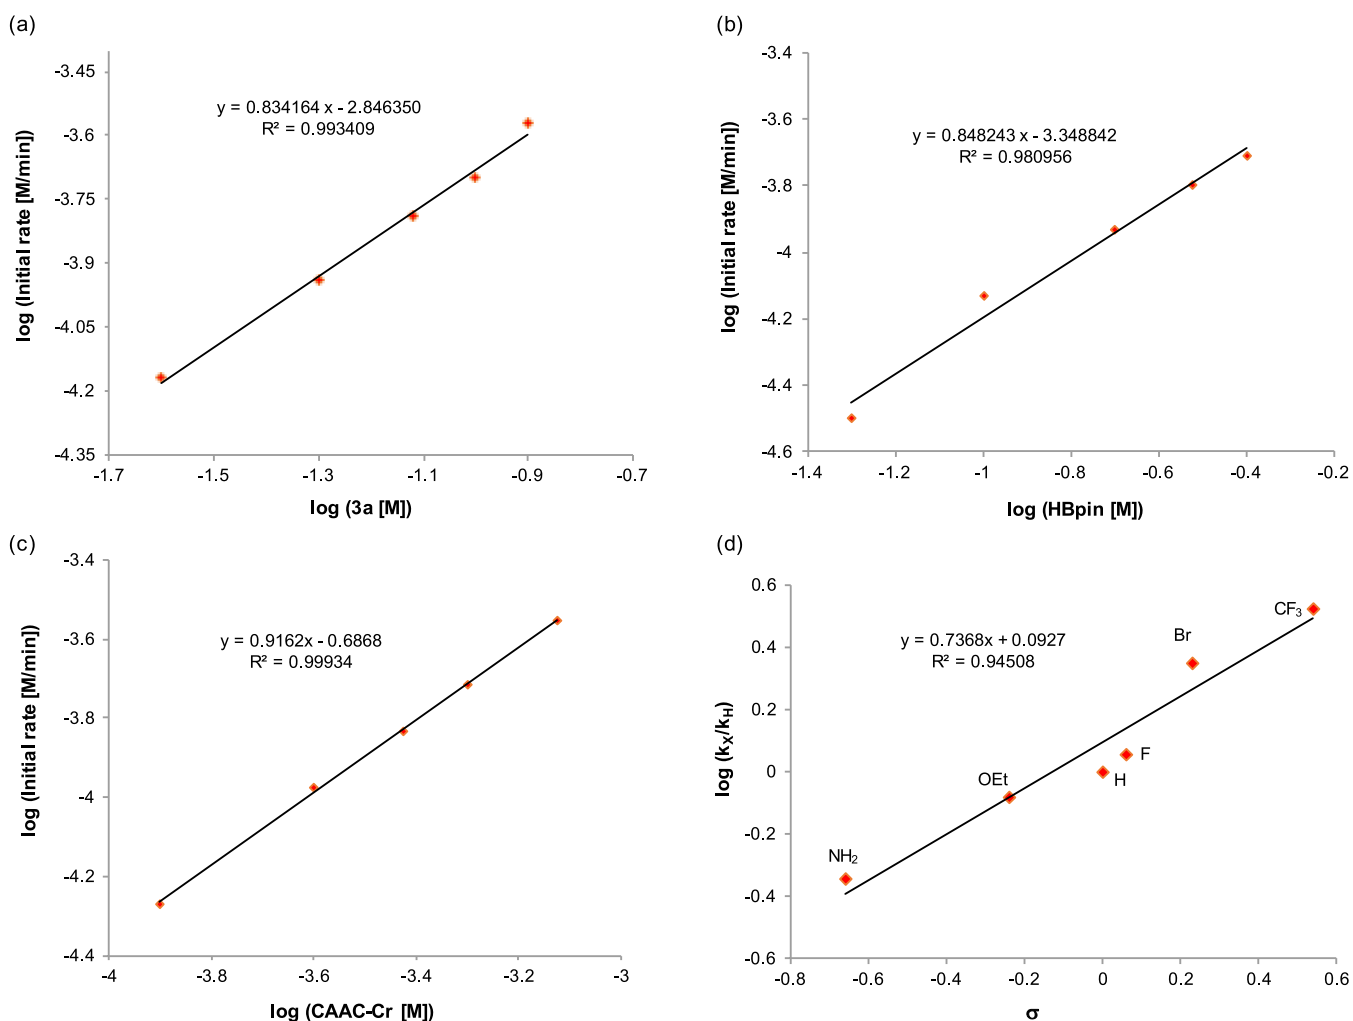 (a)
log (Initial rate [M/min])
-3.45
-3.6
-3.75
-3.9
-4.05
-4.2
-4.35
y = 0.834164 x - 2.846350
R² = 0.993409
-1.7
-1.5
-1.3
-1.1
-0.9
-0.7
log (3a [M])
(b)
log (Initial rate [M/min])
-3.4
-3.6
-3.8
-4
-4.2
-4.4
-4.6
y = 0.848243 x - 3.348842
R² = 0.980956
-1.4
-1.2
-1
-0.8
-0.6
-0.4
-0.2
log (HBpin [M])
(c)
log (Initial rate [M/min])
-3.4
-3.6
-3.8
-4
-4.2
-4.4
y = 0.9162x - 0.6868
R² = 0.99934
-4
-3.8
-3.6
-3.4
-3.2
-3
log (CAAC-Cr [M])
(d)
log (kX/kH)
0.6
0.4
0.2
0
-0.2
-0.4
-0.6
y = 0.7368x + 0.0927
R² = 0.94508
CF₃
Br
F
H
OEt
NH₂
-0.8
-0.6
-0.4
-0.2
0
0.2
0.4
0.6
σ